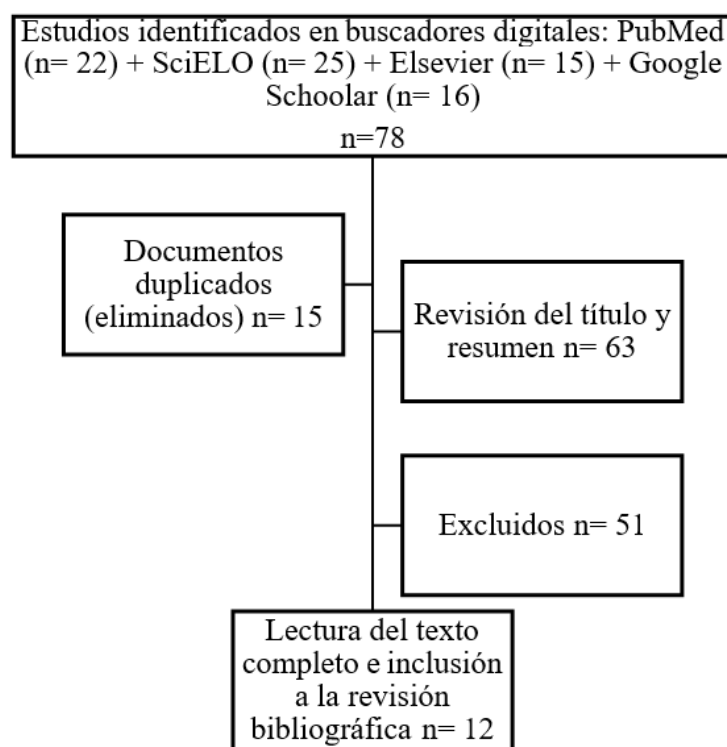 Estudios identificados en buscadores digitales: PubMed
(n= 22) + SciELO (n= 25) + Elsevier (n= 15) + Google
Schoolar (n= 16)
n=78
Documentos
duplicados
(eliminados) n= 15
Revisión del título y
resumen n= 63
Excluidos n= 51
Lectura del texto
completo e inclusión
a la revisión
bibliográfica n= 12